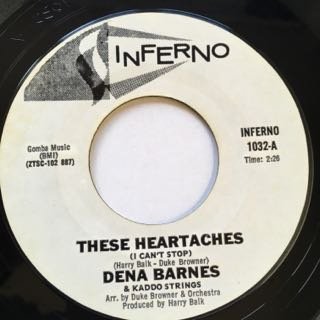 INFERNO
Gomba Music
(BMI)
(ZTSC-102 887)
INFERNO
1032-A
Time: 2:26
THESE HEARTACHES
(I CAN'T STOP)
(Harry Balk - Duke Browner)
DENA BARNES
& KADDO STRINGS
Arr. by Duke Browner & Orchestra
Produced by Harry Balk